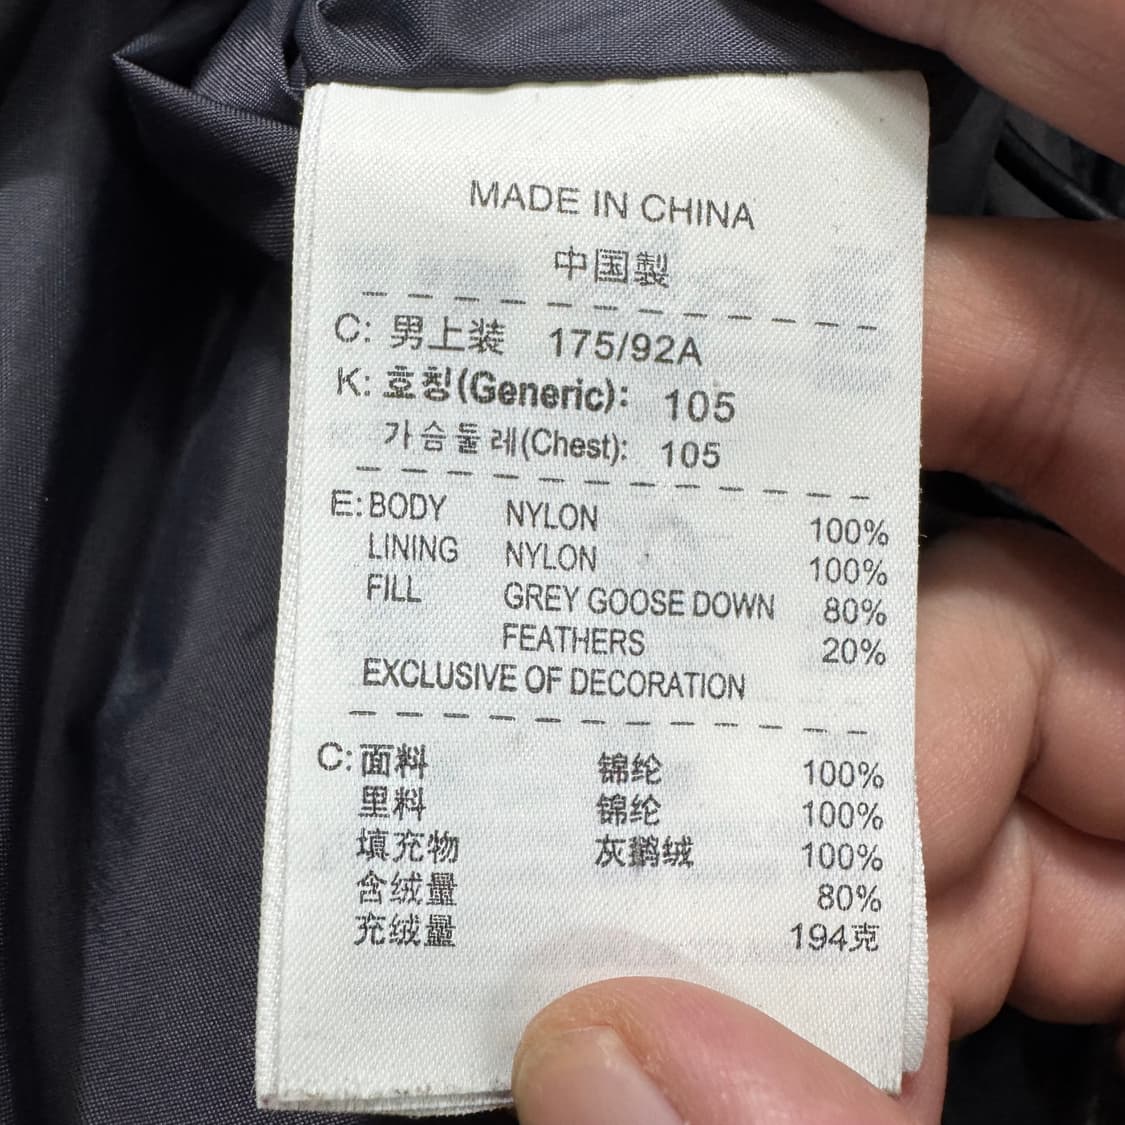 MADE IN CHINA
中国製
C: 男上装 175/92A
K: 호칭(Generic): 105
가슴둘레(Chest): 105
E: BODY NYLON 100%
LINING NYLON 100%
FILL GREY GOOSE DOWN 80%
FEATHERS 20%
EXCLUSIVE OF DECORATION
C: 面料 锦纶 100%
里料 锦纶 100%
填充物 灰鹅绒 100%
含绒量 80%
充绒量 194克